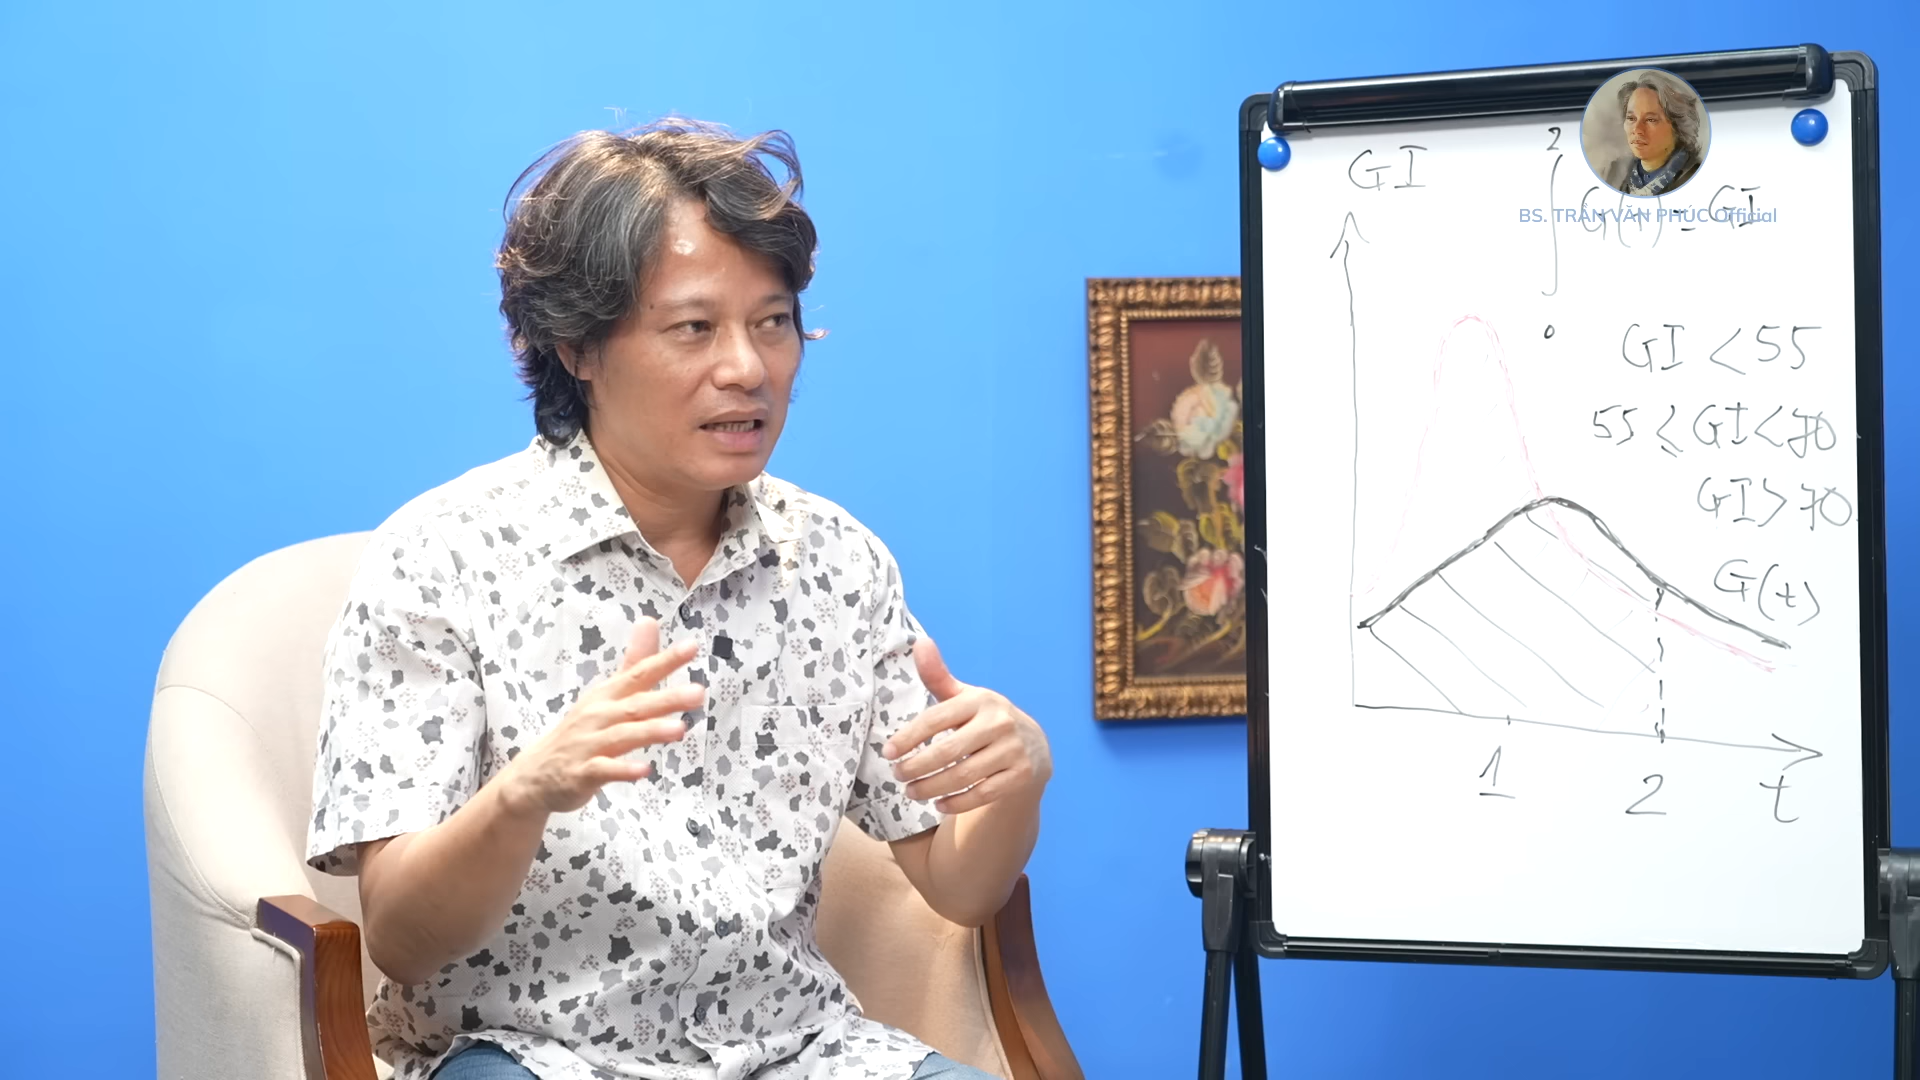 GI
2
∫ G(t) = GI
0
BS. TRẦN VĂN PHÚC Official
GI < 55
55 ≤ GI < 70
GI > 70
G(t)
1
2
t